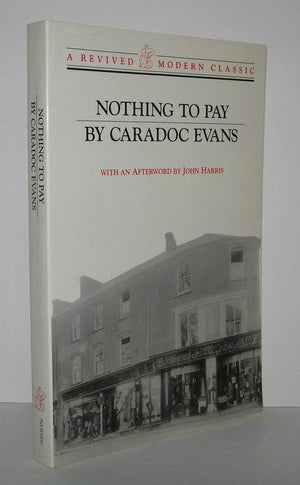 A REVIVED MODERN CLASSIC
NOTHING TO PAY
BY CARADOC EVANS
WITH AN AFTERWORD BY JOHN HARRIS
NOTHING TO PAY
BY CARADOC EVANS